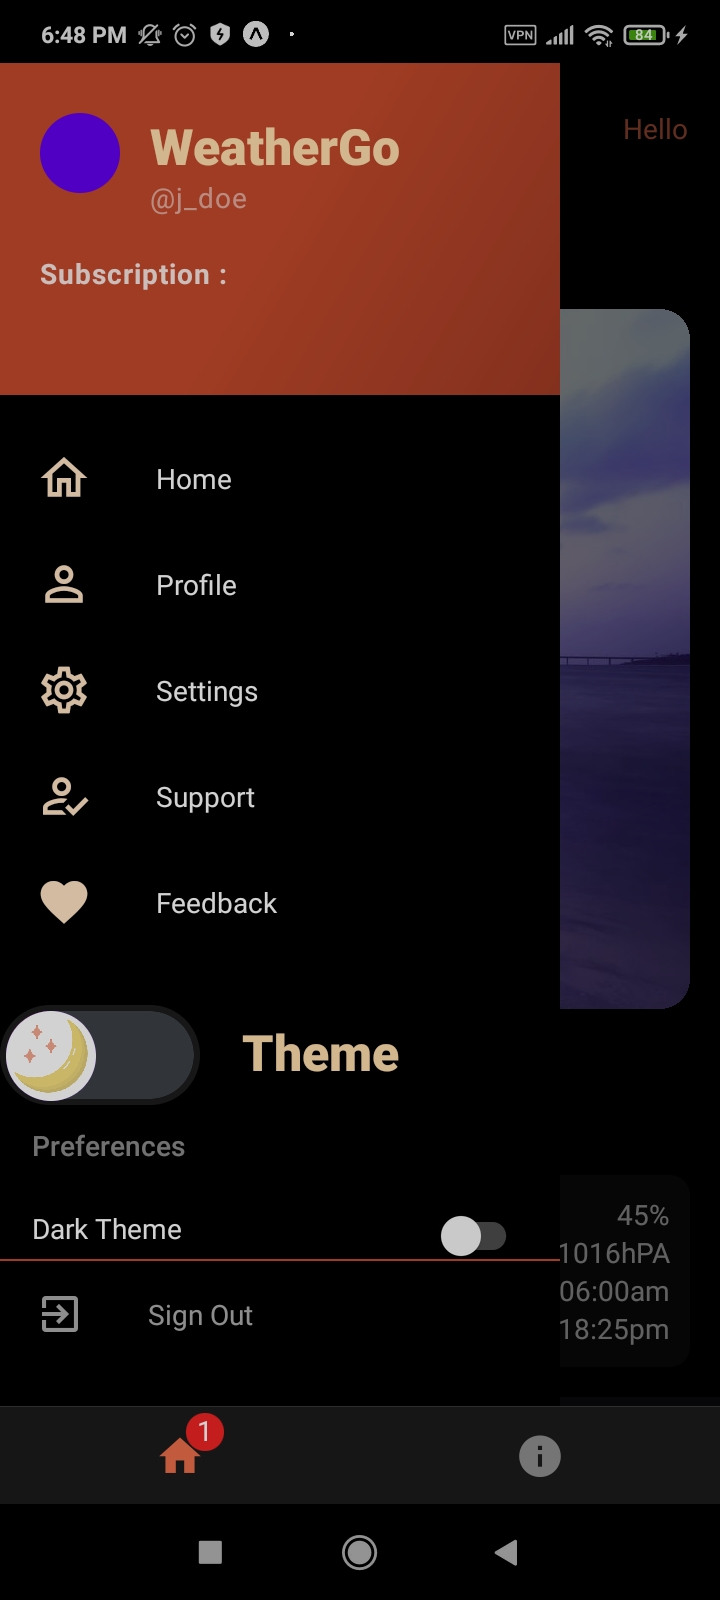 6:48 PM VPN 84
Hello
WeatherGo
@j_doe
Subscription :
Home
Profile
Settings
Support
Feedback
Theme
Preferences
45%
Dark Theme
1016hPA
06:00am
Sign Out
18:25pm
1